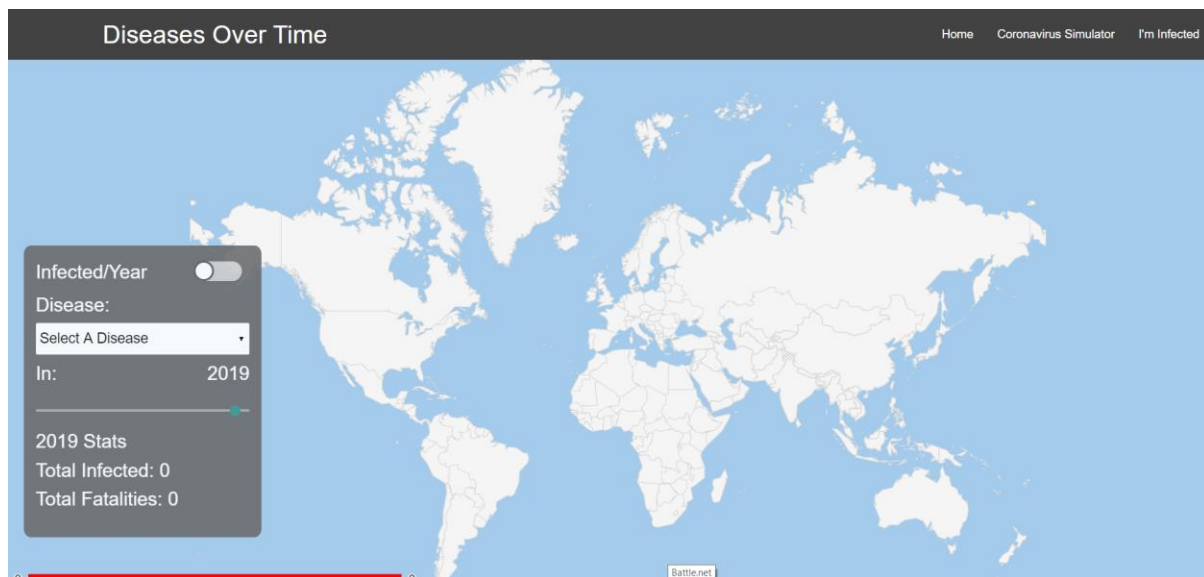 Diseases Over Time
Home Coronavirus Simulator I'm Infected
Infected/Year
Disease:
Select A Disease
In: 2019
2019 Stats
Total Infected: 0
Total Fatalities: 0
Battle.net